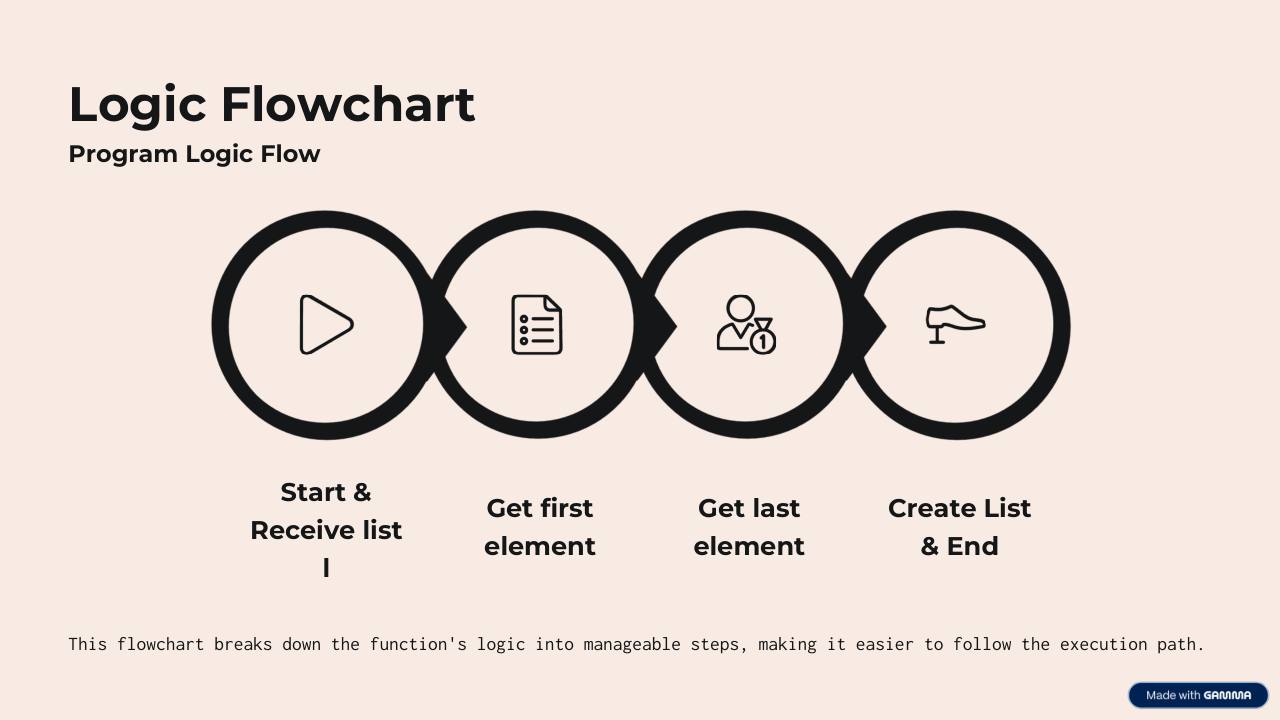 Logic Flowchart
Program Logic Flow
1
Start &
Receive list
l
Get first
element
Get last
element
Create List
& End
This flowchart breaks down the function's logic into manageable steps, making it easier to follow the execution path.
Made with GAMMA